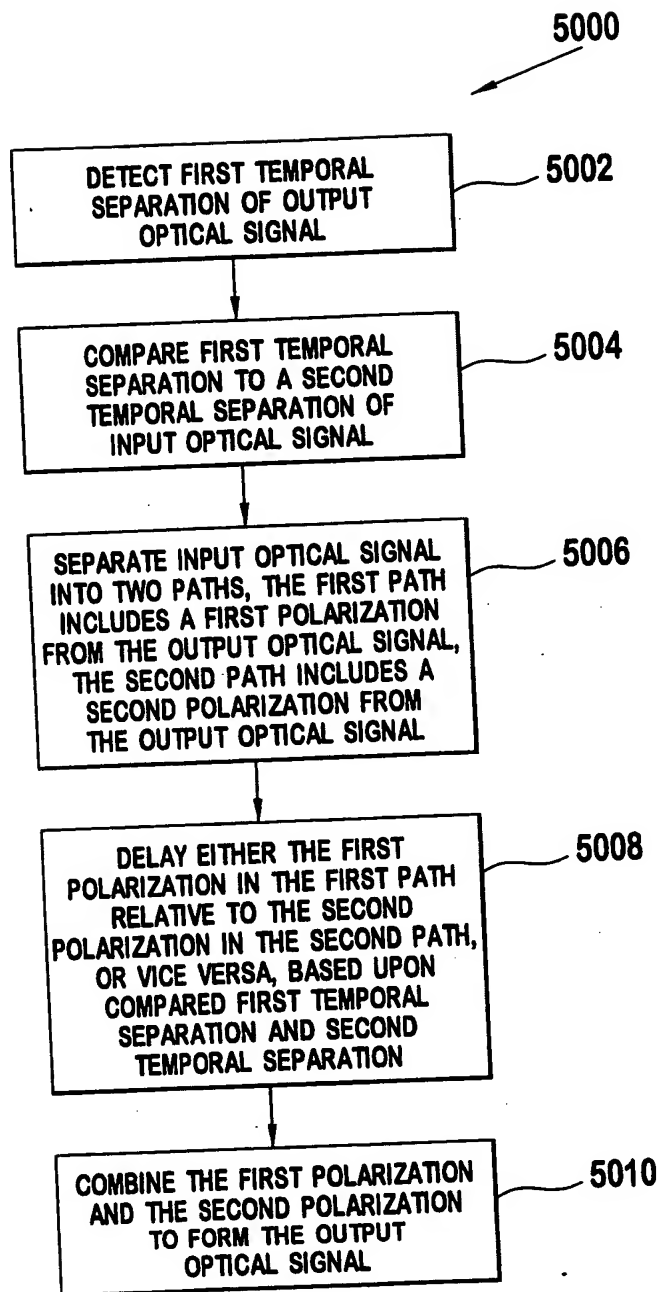 5000
DETECT FIRST TEMPORAL
SEPARATION OF OUTPUT
OPTICAL SIGNAL
5002
COMPARE FIRST TEMPORAL
SEPARATION TO A SECOND
TEMPORAL SEPARATION OF
INPUT OPTICAL SIGNAL
5004
SEPARATE INPUT OPTICAL SIGNAL
INTO TWO PATHS, THE FIRST PATH
INCLUDES A FIRST POLARIZATION
FROM THE OUTPUT OPTICAL SIGNAL,
THE SECOND PATH INCLUDES A
SECOND POLARIZATION FROM
THE OUTPUT OPTICAL SIGNAL
5006
DELAY EITHER THE FIRST
POLARIZATION IN THE FIRST PATH
RELATIVE TO THE SECOND
POLARIZATION IN THE SECOND PATH,
OR VICE VERSA, BASED UPON
COMPARED FIRST TEMPORAL
SEPARATION AND SECOND
TEMPORAL SEPARATION
5008
COMBINE THE FIRST POLARIZATION
AND THE SECOND POLARIZATION
TO FORM THE OUTPUT
OPTICAL SIGNAL
5010